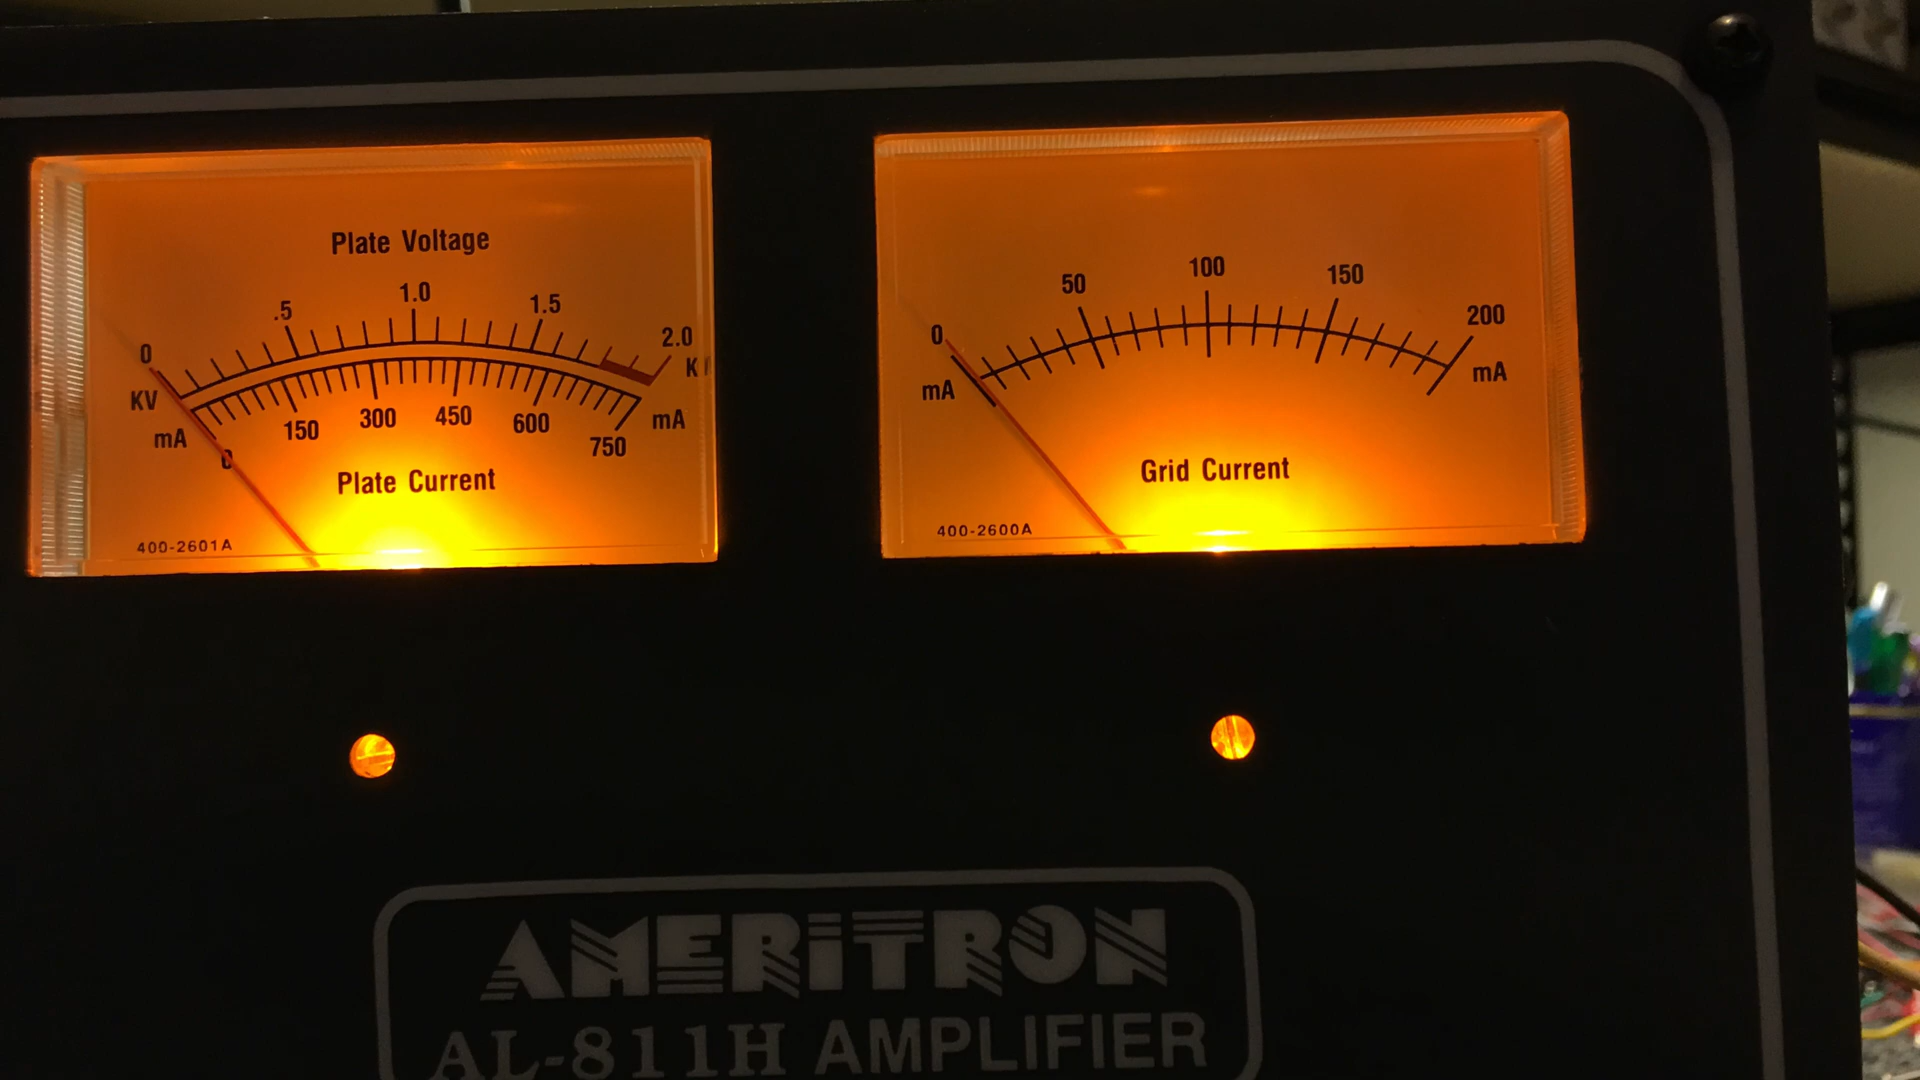 Plate Voltage
0 .5 1.0 1.5 2.0
KV
mA 0 150 300 450 600 750 mA
Plate Current
400-2601A
0 50 100 150 200
mA mA
Grid Current
400-2600A
AMERITRON
AL-811H AMPLIFIER